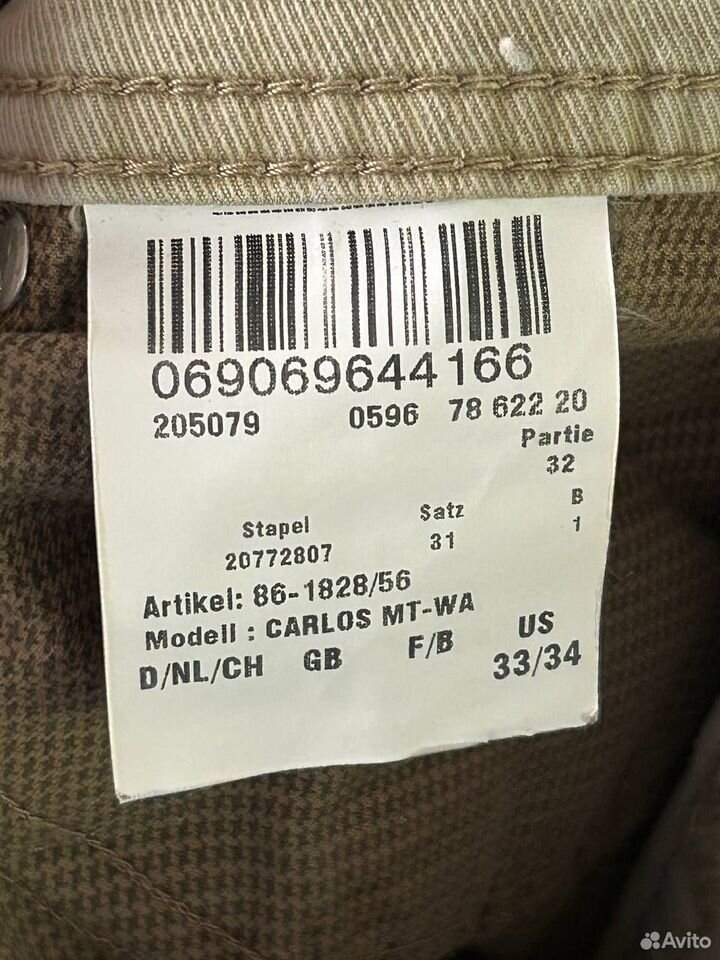 069069644166
205079 0596 78 622 20
Partie
32
Stapel Satz B
20772807 31 1
Artikel: 86-1828/56
Modell : CARLOS MT-WA
D/NL/CH GB F/B US
33/34
Avito